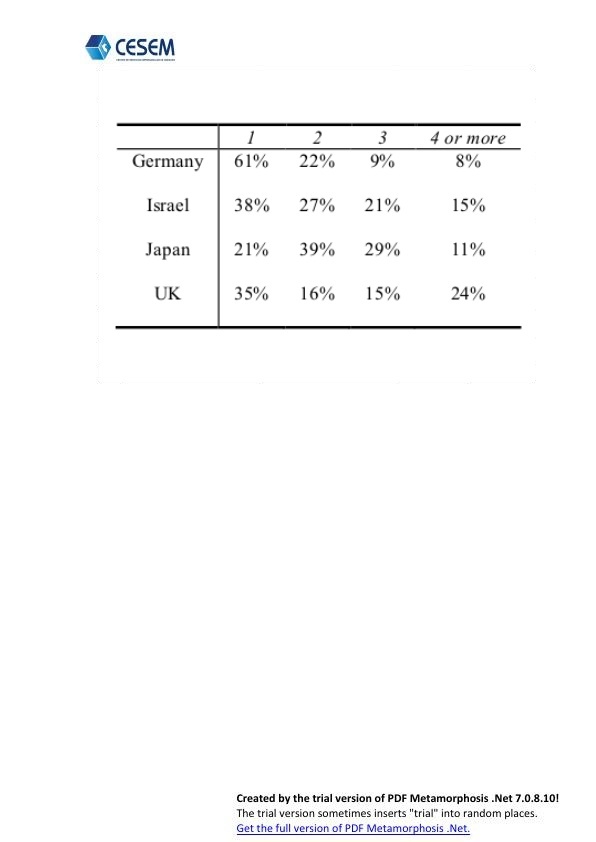 CESEM
1 2 3 4 or more
Germany 61% 22% 9% 8%
Israel 38% 27% 21% 15%
Japan 21% 39% 29% 11%
UK 35% 16% 15% 24%
Created by the trial version of PDF Metamorphosis .Net 7.0.8.10!
The trial version sometimes inserts "trial" into random places.
Get the full version of PDF Metamorphosis .Net.